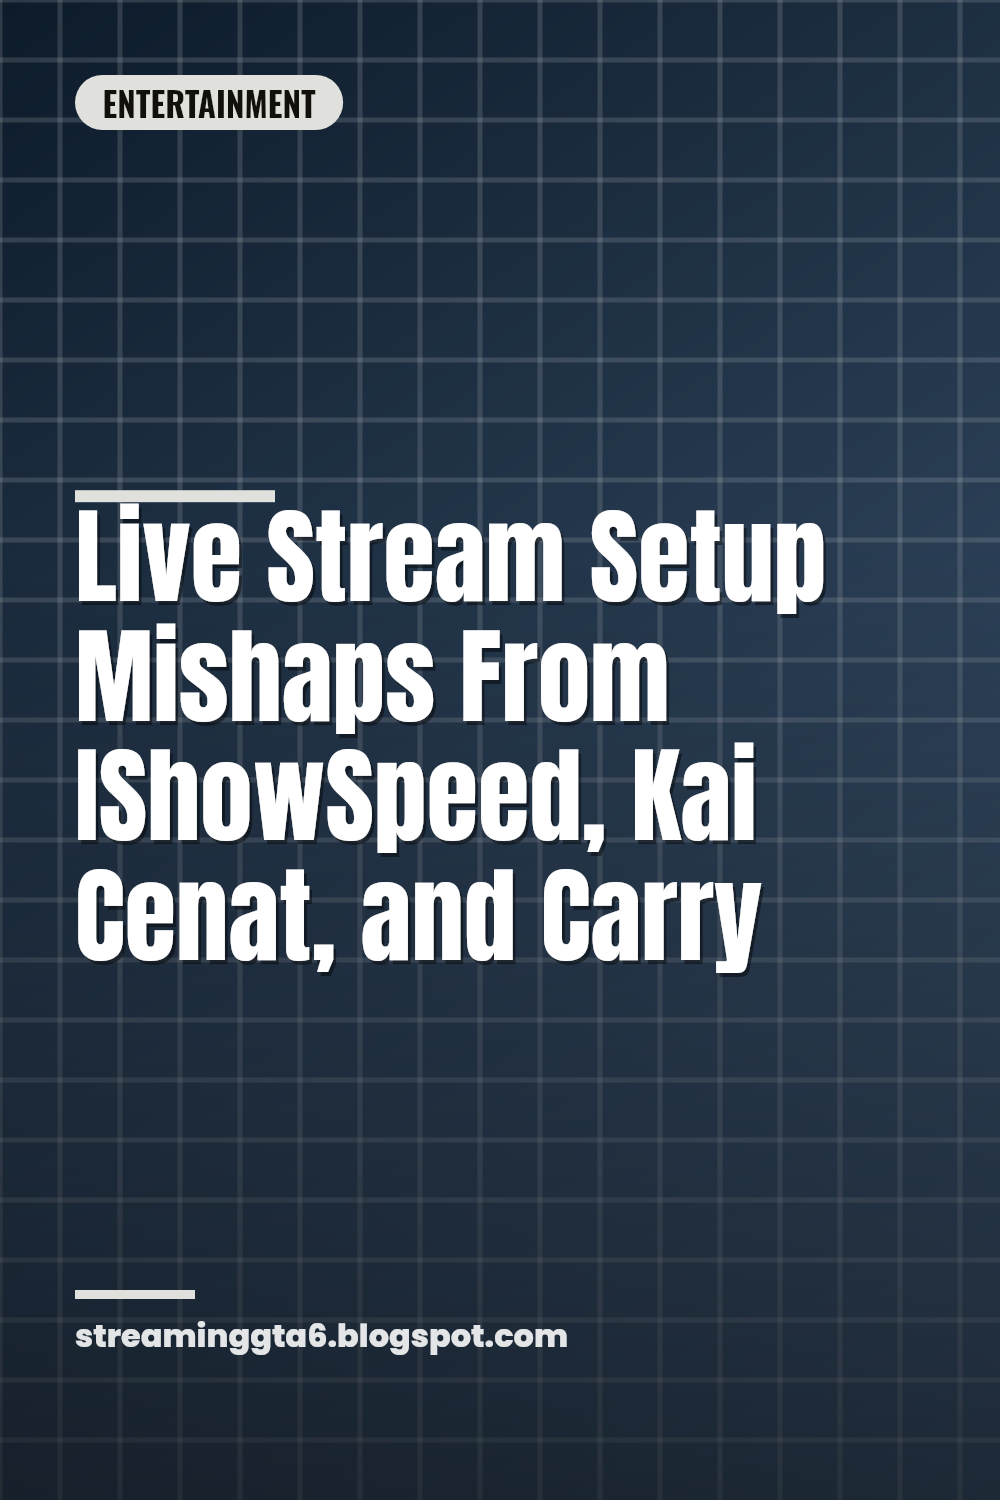 ENTERTAINMENT
Live Stream Setup
Mishaps From
IShowSpeed, Kai
Cenat, and Carry
streaminggta6.blogspot.com